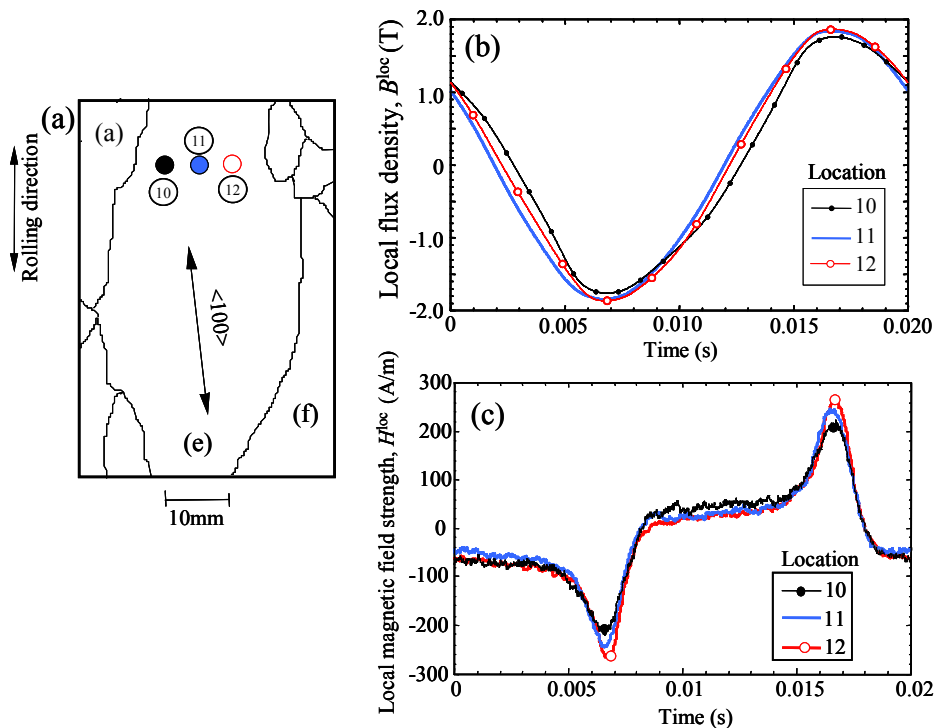 (a)
(a)
Rolling direction
11
10
12
<100>
(e)
(f)
10mm
(b)
Local flux density, B^loc (T)
2.0
1.0
0
-1.0
-2.0
0
0.005
0.010
0.015
0.020
Time (s)
Location
10
11
12
(c)
Local magnetic field strength, H^loc (A/m)
300
200
100
0
-100
-200
-300
0
0.005
0.01
0.015
0.02
Time (s)
Location
10
11
12